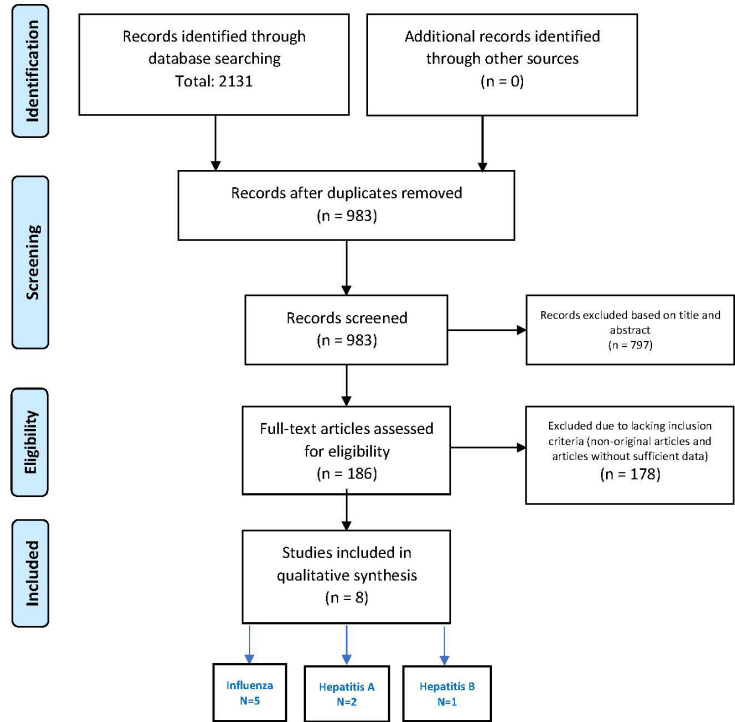 Identification
Records identified through
database searching
Total: 2131
Additional records identified
through other sources
(n = 0)
Screening
Records after duplicates removed
(n = 983)
Records screened
(n = 983)
Records excluded based on title and
abstract
(n = 797)
Eligibility
Full-text articles assessed
for eligibility
(n = 186)
Excluded due to lacking inclusion
criteria (non-original articles and
articles without sufficient data)
(n = 178)
Included
Studies included in
qualitative synthesis
(n = 8)
Influenza
N=5
Hepatitis A
N=2
Hepatitis B
N=1